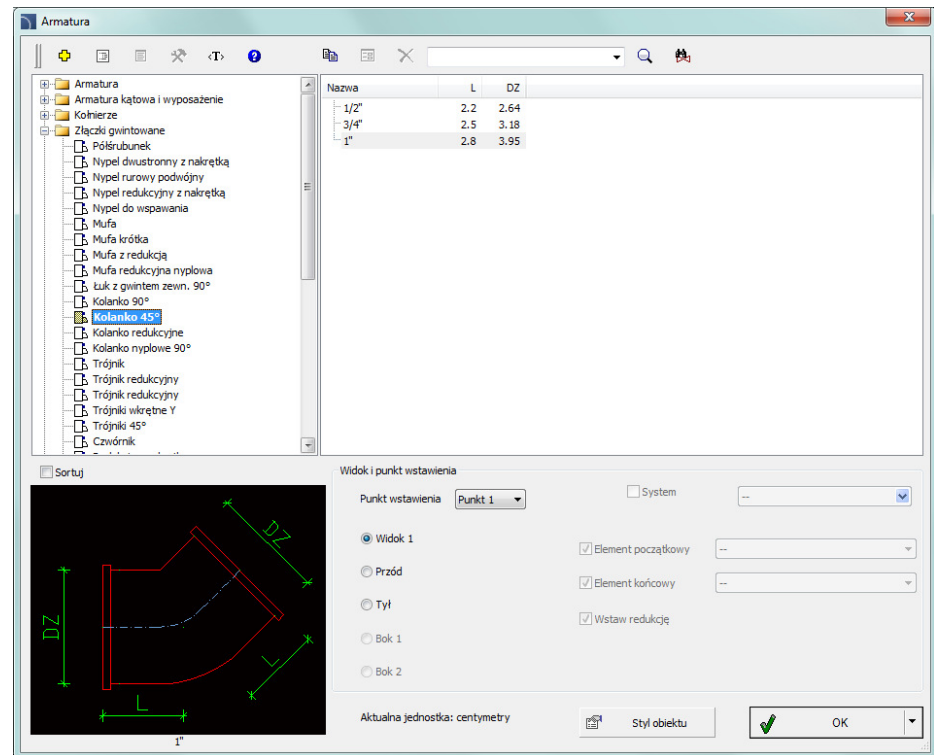 Armatura
‹T›
Armatura
Armatura kątowa i wyposażenie
Kołnierze
Złączki gwintowane
Półśrubunek
Nypel dwustronny z nakrętką
Nypel rurowy podwójny
Nypel redukcyjny z nakrętką
Nypel do wspawania
Mufa
Mufa krótka
Mufa z redukcją
Mufa redukcyjna nyplowa
Łuk z gwintem zewn. 90°
Kolanko 90°
Kolanko 45°
Kolanko redukcyjne
Kolanko nyplowe 90°
Trójnik
Trójnik redukcyjny
Trójnik redukcyjny
Trójniki wkrętne Y
Trójniki 45°
Czwórnik
Nazwa L DZ
1/2" 2.2 2.64
3/4" 2.5 3.18
1" 2.8 3.95
Sortuj
DZ
DZ
L
L
1"
Widok i punkt wstawienia
Punkt wstawienia Punkt 1
System --
Widok 1
Element początkowy --
Przód
Element końcowy --
Tył
Wstaw redukcję
Bok 1
Bok 2
Aktualna jednostka: centymetry
Styl obiektu
OK